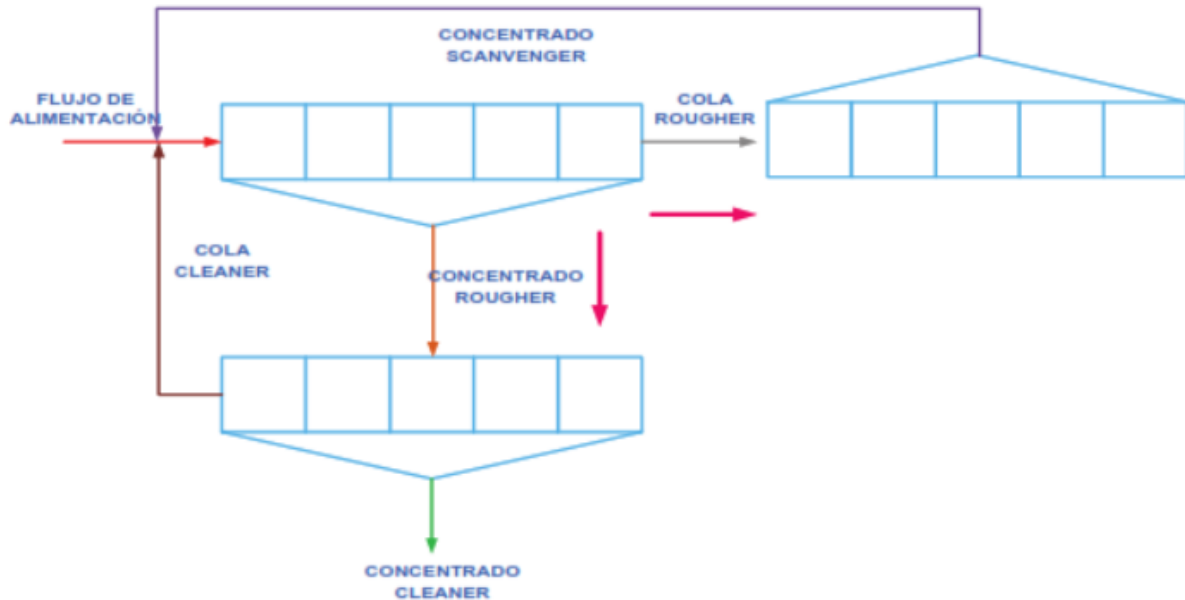 CONCENTRADO
SCANVENGER
FLUJO DE
ALIMENTACIÓN
COLA
ROUGHER
COLA
CLEANER
CONCENTRADO
ROUGHER
CONCENTRADO
CLEANER